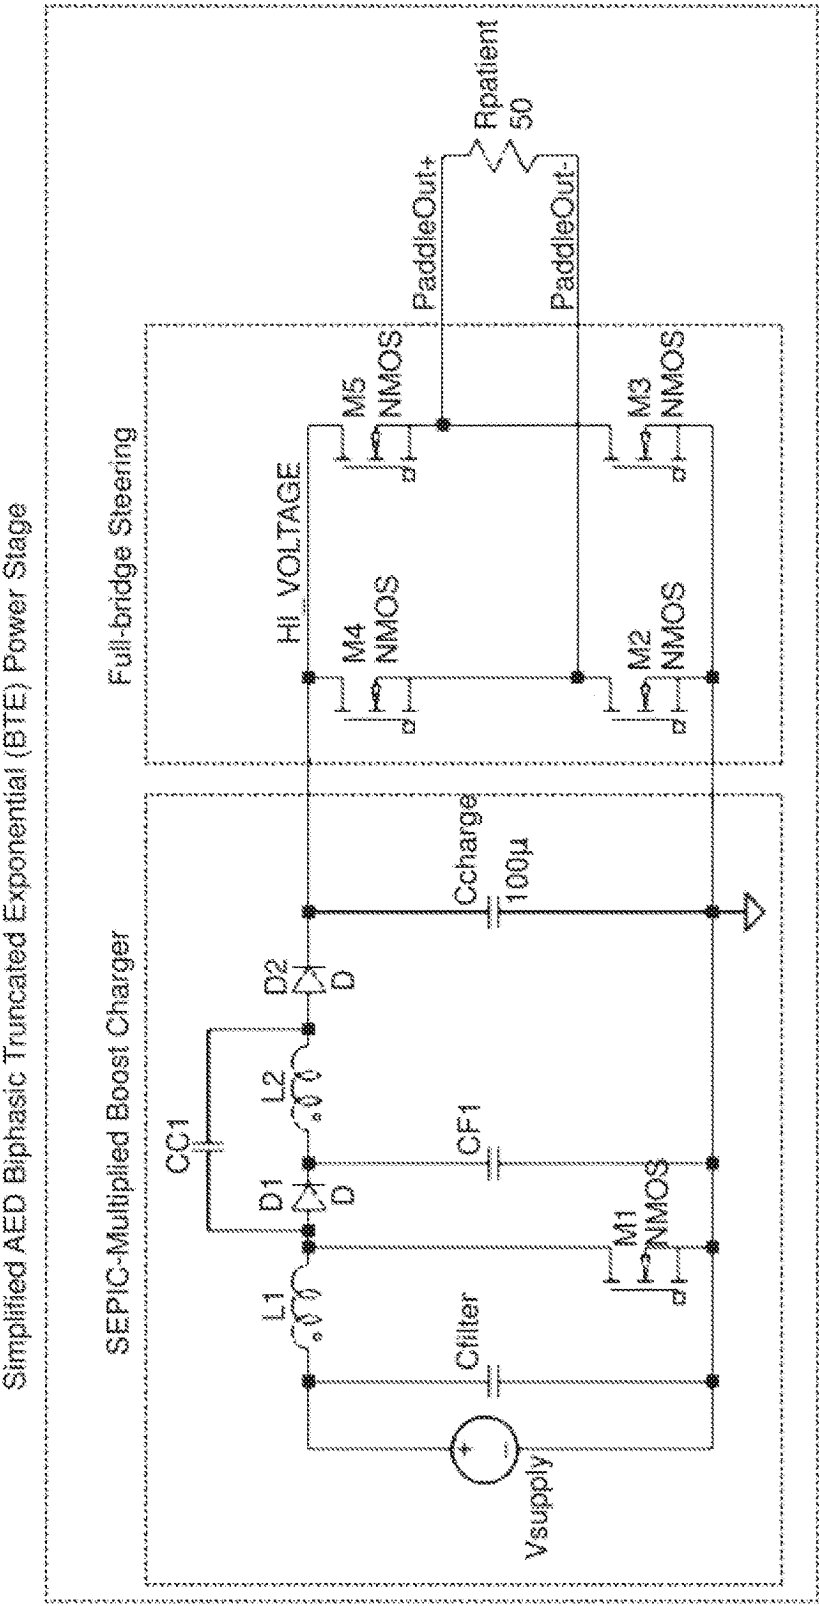 Simplified AED Biphasic Truncated Exponential (BTE) Power Stage
SEPIC-Multiplied Boost Charger
Full-bridge Steering
CC1
L1
D1
D
L2
D2
D
HI_VOLTAGE
M4
NMOS
M5
NMOS
PaddleOut+
Rpatient
50
Vsupply
+
-
Cfilter
CF1
Ccharge
100µ
PaddleOut-
M1
NMOS
M2
NMOS
M3
NMOS